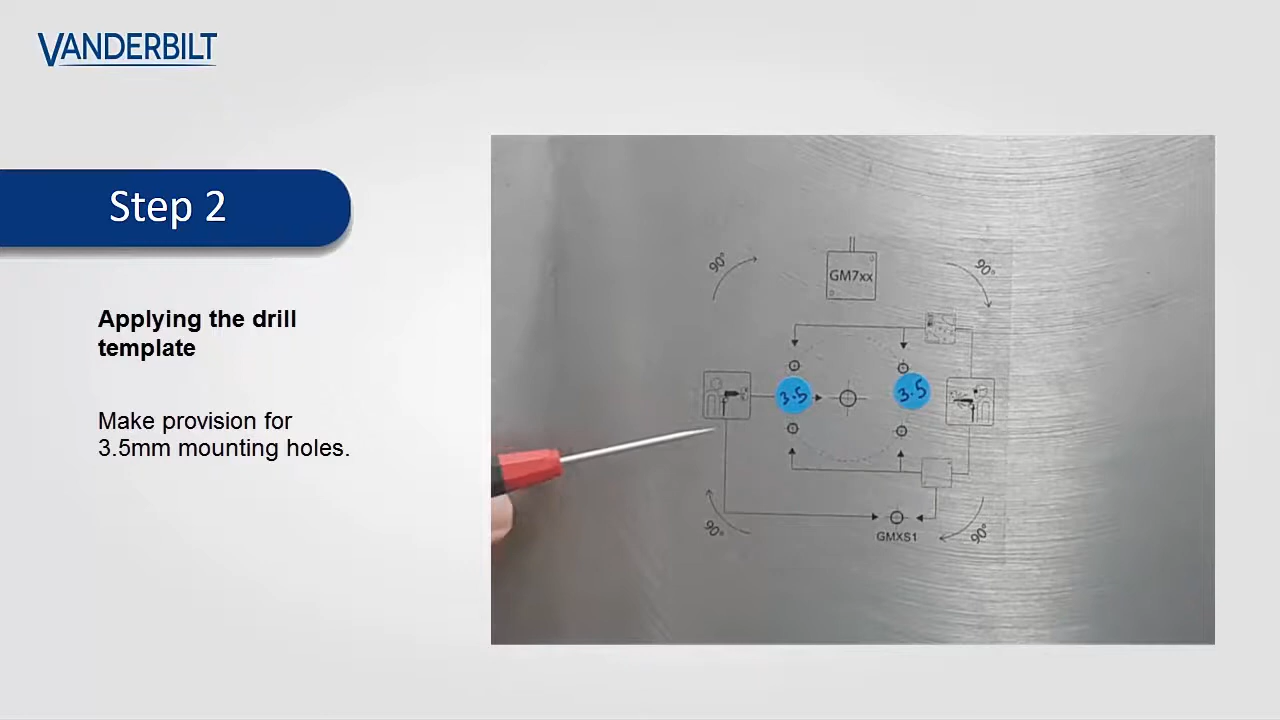 VANDERBILT
Step 2
Applying the drill
template
Make provision for
3.5mm mounting holes.
90°
GM7xx
90°
3.5
3.5
90°
GMXS1
90°